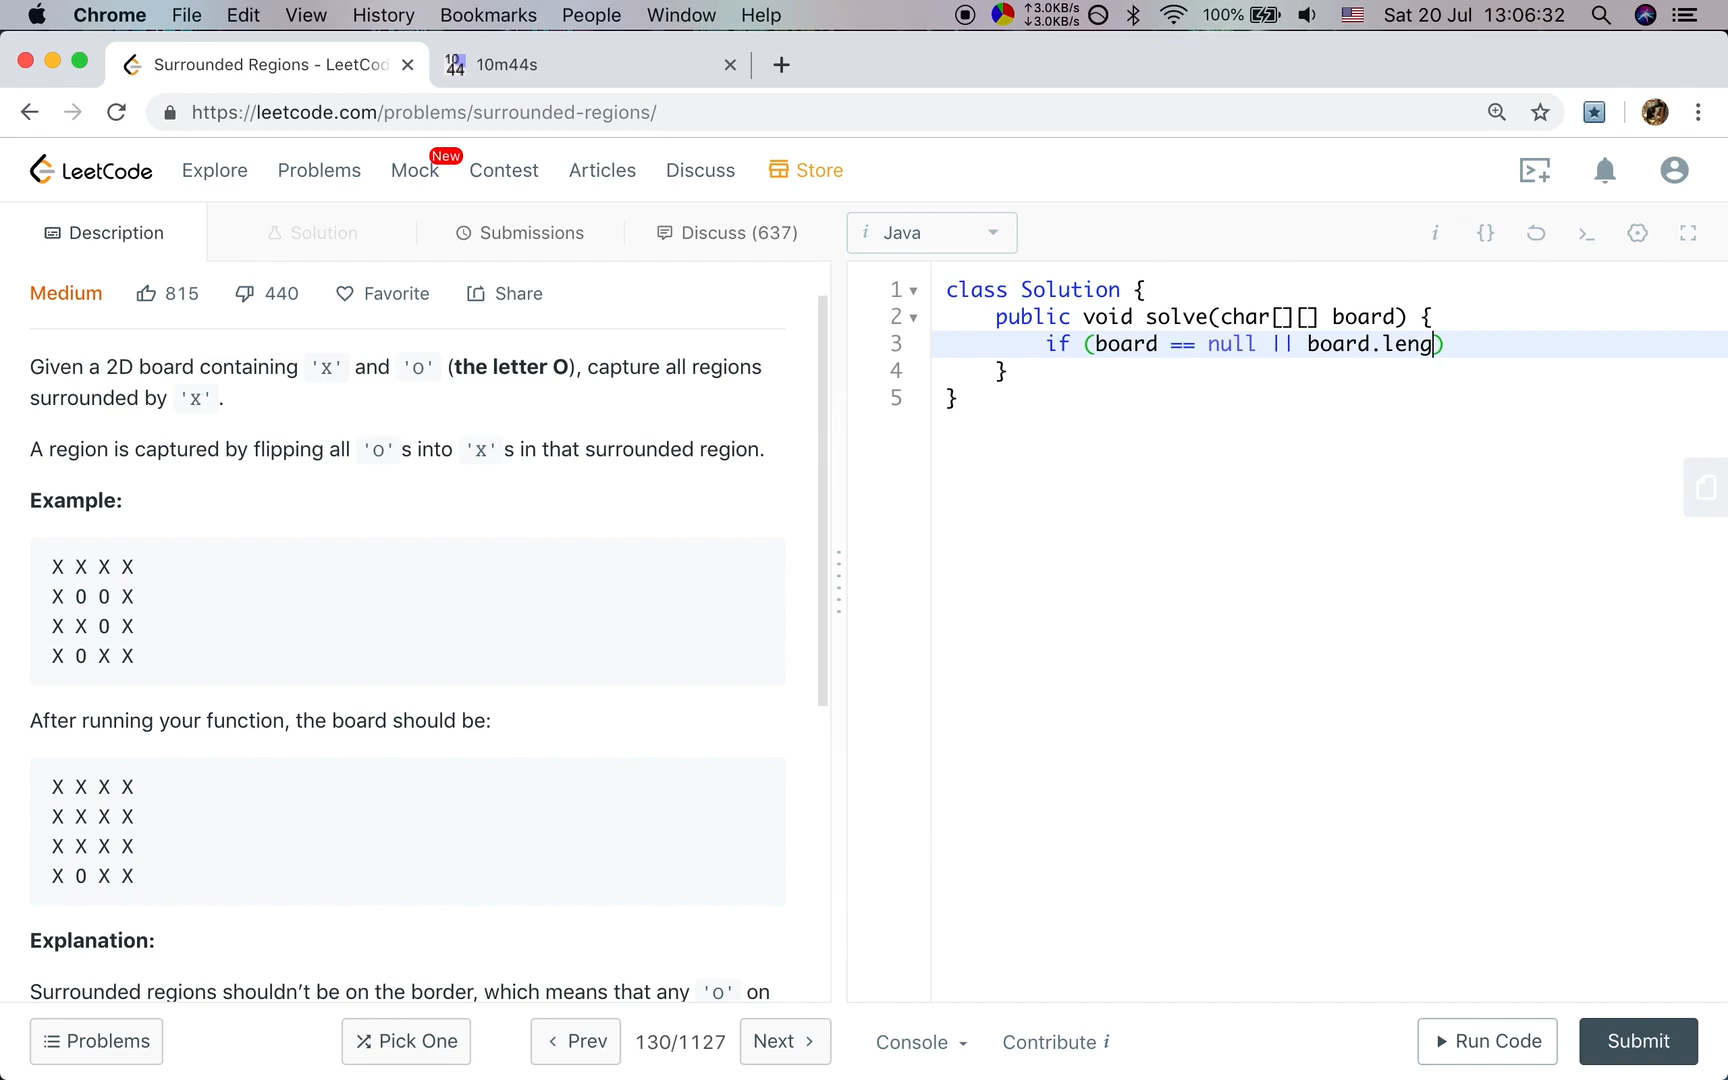 Chrome File Edit View History Bookmarks People Window Help ↑3.0KB/s ↓3.0KB/s 100% Sat 20 Jul 13:06:32
Surrounded Regions - LeetCod 10 44 10m44s
https://leetcode.com/problems/surrounded-regions/
LeetCode Explore Problems Mock New Contest Articles Discuss Store
Description Solution Submissions Discuss (637) i Java i {} >_
Medium 815 440 Favorite Share
Given a 2D board containing 'X' and 'O' (the letter O), capture all regions
surrounded by 'X'.
A region is captured by flipping all 'O's into 'X's in that surrounded region.
Example:
X X X X
X O O X
X X O X
X O X X
After running your function, the board should be:
X X X X
X X X X
X X X X
X O X X
Explanation:
Surrounded regions shouldn't be on the border, which means that any 'O' on
1 class Solution {
2 public void solve(char[][] board) {
3 if (board == null || board.leng)
4 }
5 }
Problems Pick One < Prev 130/1127 Next > Console Contribute i Run Code Submit